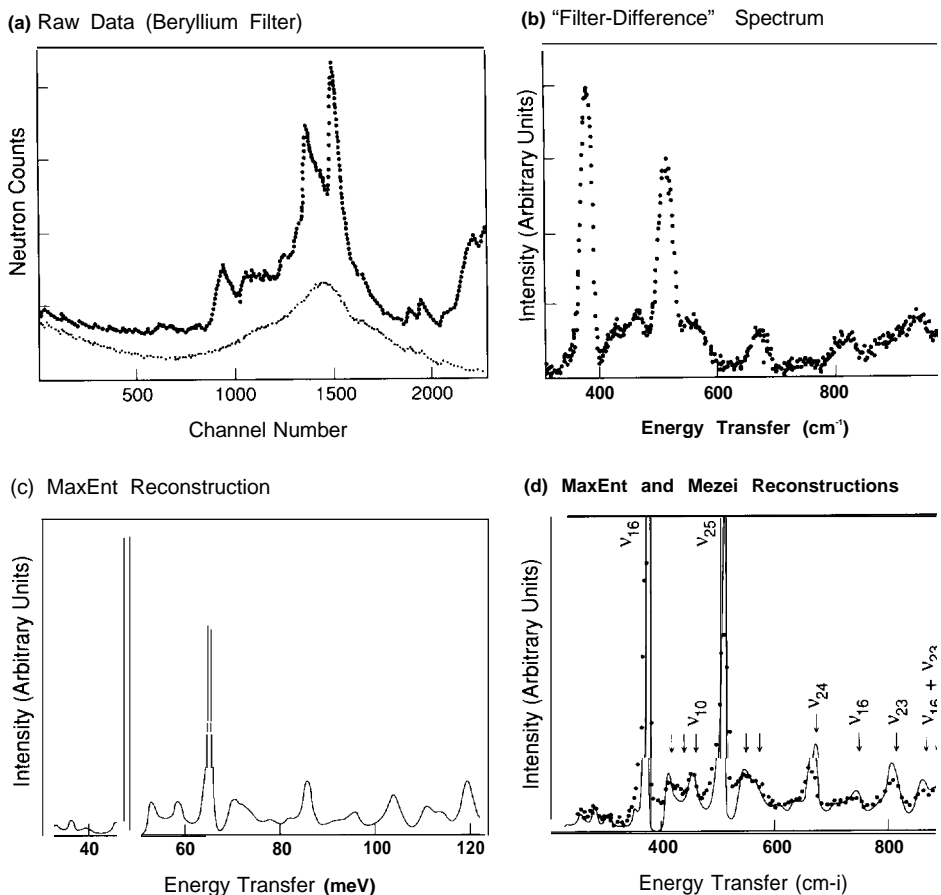 (a) Raw Data (Beryllium Filter)
Neutron Counts
500 1000 1500 2000
Channel Number
(b) “Filter-Difference” Spectrum
Intensity (Arbitrary Units)
400 600 800
Energy Transfer (cm⁻¹)
(c) MaxEnt Reconstruction
Intensity (Arbitrary Units)
40 60 80 100 120
Energy Transfer (meV)
(d) MaxEnt and Mezei Reconstructions
Intensity (Arbitrary Units)
ν16 ν10 ν25 ν24 ν16 ν23 ν16 + ν23
400 600 800
Energy Transfer (cm-i)